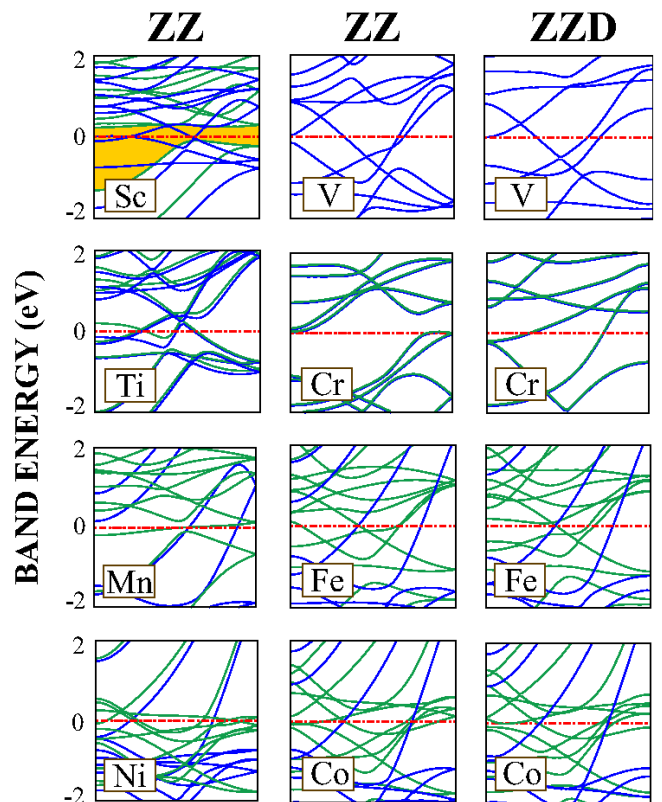 ZZ ZZ ZZD
BAND ENERGY (eV)
2
0
-2
Sc V V
2
0
-2
Ti Cr Cr
2
0
-2
Mn Fe Fe
2
0
-2
Ni Co Co